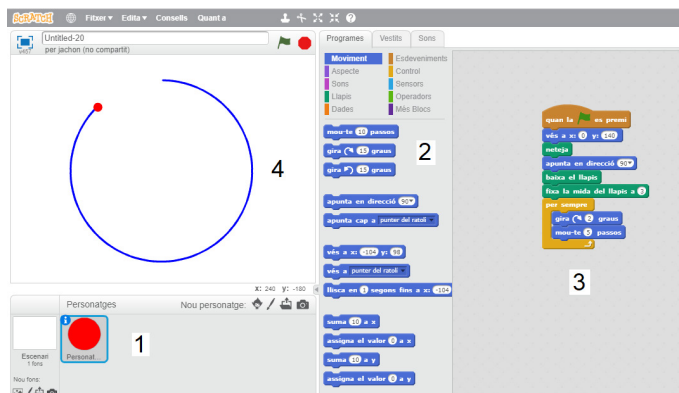 SCRATCH Fitxer Edita Consells Quant a
v457 Untitled-20
per jachon (no compartit)
4
x: 240 y: -180
Personatges Nou personatge:
1
Escenari
1 fons
Personat...
Nou fons:
Programes Vestits Sons
Moviment Esdeveniments
Aspecte Control
Sons Sensors
Llapis Operadors
Dades Més Blocs
mou-te 10 passos
gira 15 graus
gira 15 graus
2
apunta en direcció 90
apunta cap a punter del ratolí
vés a x: -104 y: 98
vés a punter del ratolí
llisca en 1 segons fins a x: -104
suma 10 a x
assigna el valor 0 a x
suma 10 a y
assigna el valor 0 a y
quan la es premi
vés a x: 0 y: 140
neteja
apunta en direcció 90
baixa el llapis
fixa la mida del llapis a 3
per sempre
gira 2 graus
mou-te 5 passos
3